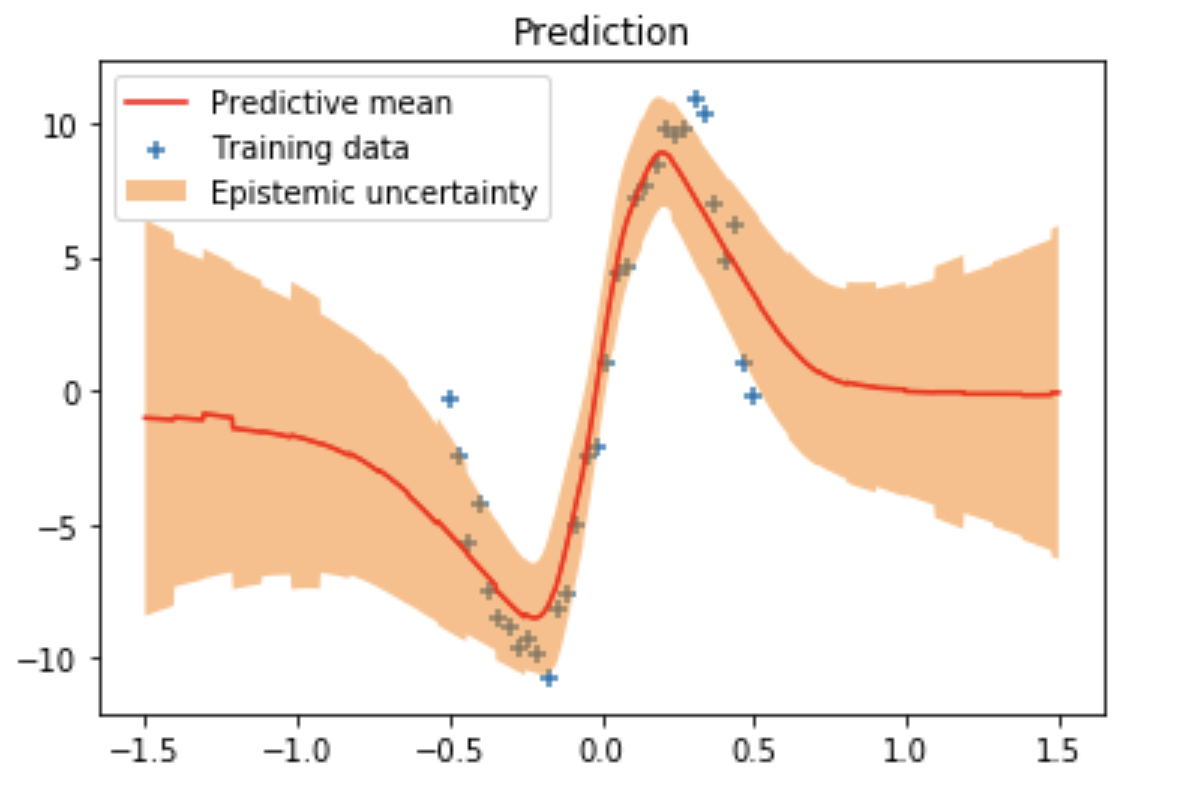 Prediction
Predictive mean
Training data
Epistemic uncertainty
10
5
0
−5
−10
−1.5 −1.0 −0.5 0.0 0.5 1.0 1.5